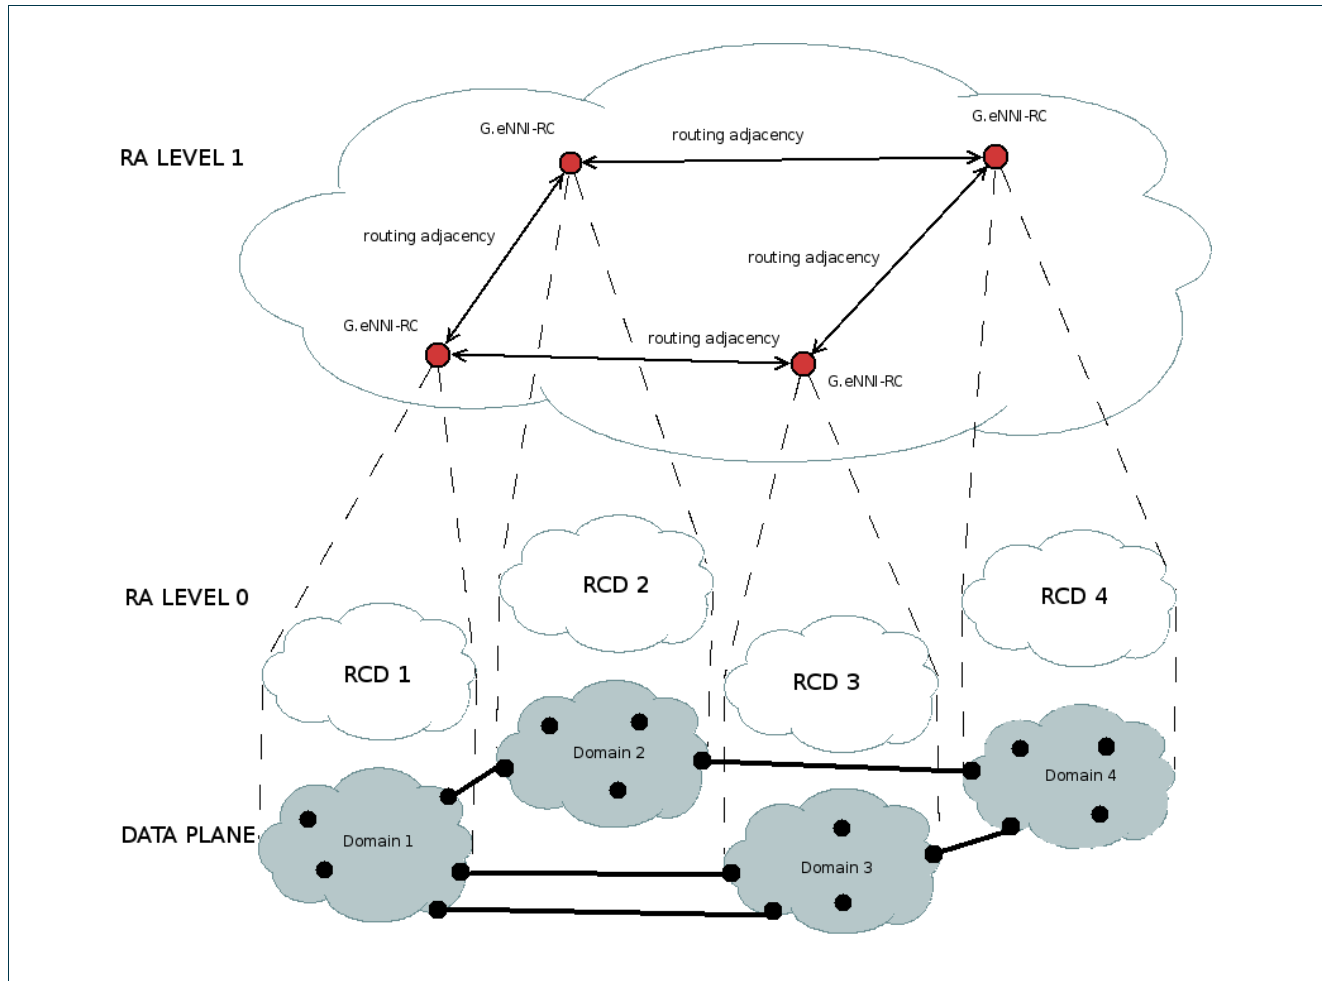 G.eNNI-RC
G.eNNI-RC
routing adjacency
RA LEVEL 1
routing adjacency
routing adjacency
G.eNNI-RC
routing adjacency
G.eNNI-RC
RCD 2
RA LEVEL 0
RCD 4
RCD 1
RCD 3
Domain 2
Domain 4
DATA PLANE
Domain 1
Domain 3